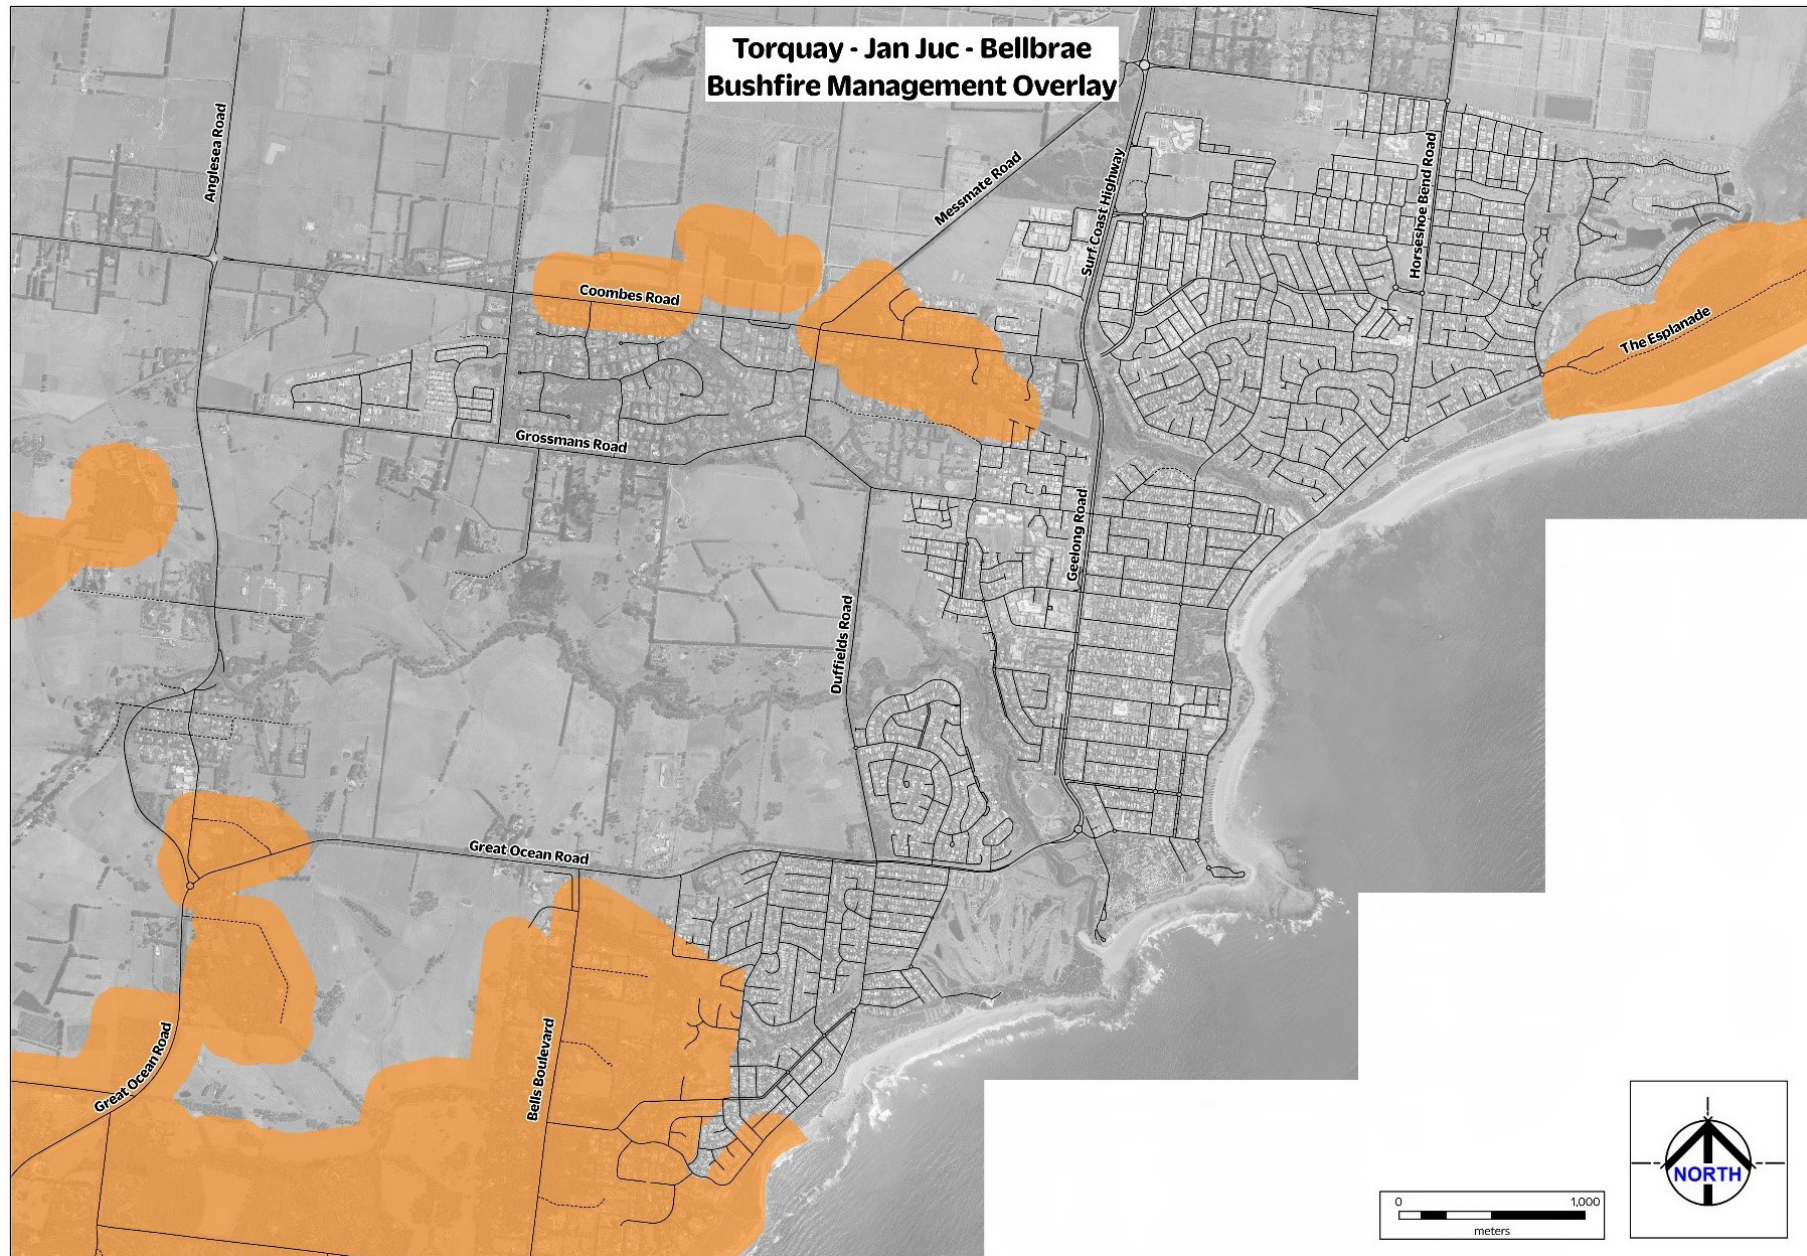 Torquay - Jan Juc - Bellbrae
Bushfire Management Overlay
Anglesea Road
Messmate Road
Surf Coast Highway
Horseshoe Bend Road
Coombes Road
The Esplanade
Grossmans Road
Geelong Road
Duffields Road
Great Ocean Road
Bells Boulevard
Great Ocean Road
NORTH
0 1,000
meters